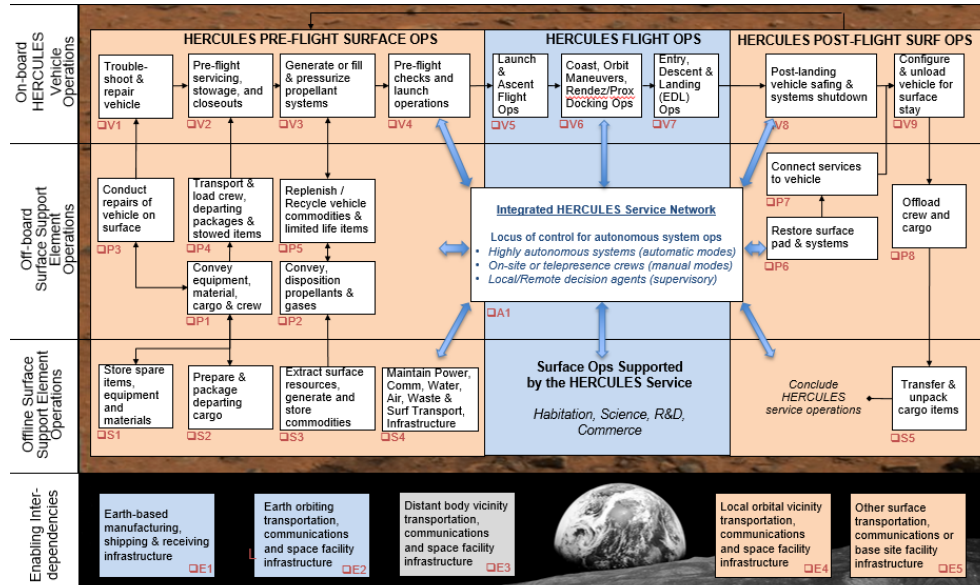 HERCULES PRE-FLIGHT SURFACE OPS
HERCULES FLIGHT OPS
HERCULES POST-FLIGHT SURF OPS
On-board
HERCULES
Vehicle
Operations
Trouble-
shoot &
repair
vehicle
❑V1
Pre-flight
servicing,
stowage, and
closeouts
❑V2
Generate or fill
& pressurize
propellant
systems
❑V3
Pre-flight
checks and
launch
operations
❑V4
Launch
&
Ascent
Flight
Ops
❑V5
Coast, Orbit
Maneuvers,
Rendez/Prox
Docking Ops
❑V6
Entry,
Descent &
Landing
(EDL)
Ops
❑V7
Post-landing
vehicle safing &
systems shutdown
V8
Configure
& unload
vehicle for
surface
stay
❑V9
Off-board
Surface Support
Element
Operations
Conduct
repairs of
vehicle on
surface
❑P3
Transport &
load crew,
departing
packages &
stowed items
❑P4
Replenish /
Recycle vehicle
commodities &
limited life items
❑P5
Convey
equipment,
material,
cargo & crew
❑P1
Convey,
disposition
propellants &
gases
❑P2
Integrated HERCULES Service Network
Locus of control for autonomous system ops
• Highly autonomous systems (automatic modes)
• On-site or telepresence crews (manual modes)
• Local/Remote decision agents (supervisory)
❑A1
Connect services
to vehicle
❑P7
Restore surface
pad & systems
❑P6
Offload
crew and
cargo
❑P8
Offline Surface
Support Element
Operations
Store spare
items,
equipment
and materials
❑S1
Prepare &
package
departing
cargo
❑S2
Extract surface
resources,
generate and
store
commodities
❑S3
Maintain Power,
Comm, Water,
Air, Waste &
Surf Transport,
Infrastructure
❑S4
Surface Ops Supported
by the HERCULES Service
Habitation, Science, R&D,
Commerce
Conclude
HERCULES
service operations
Transfer &
unpack
cargo items
❑S5
Enabling Inter-
dependencies
Earth-based
manufacturing,
shipping & receiving
infrastructure
❑E1
Earth orbiting
transportation,
communications
and space facility
infrastructure
❑E2
Distant body vicinity
transportation,
communications
and space facility
infrastructure
❑E3
Local orbital vicinity
transportation,
communications
and space facility
infrastructure
❑E4
Other surface
transportation,
communications or
base site facility
infrastructure
❑E5